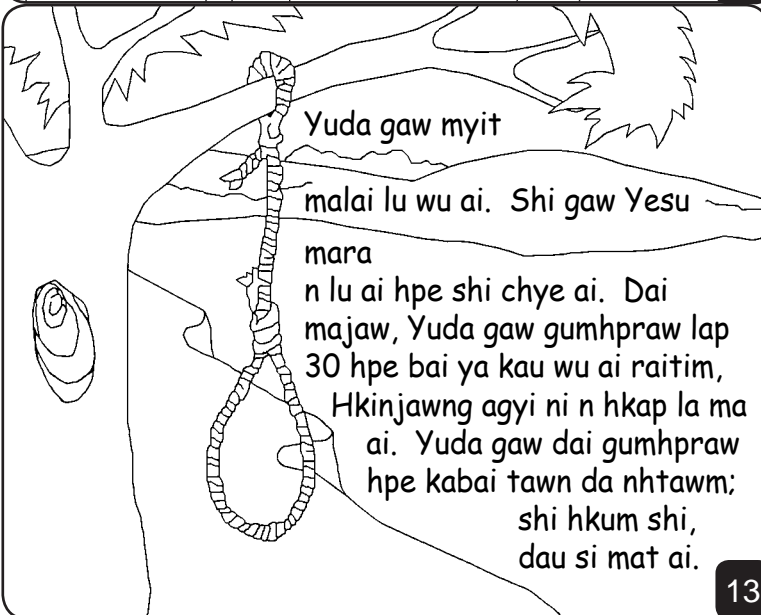 Yuda gaw myit
malai lu wu ai. Shi gaw Yesu
mara
n lu ai hpe shi chye ai. Dai
majaw, Yuda gaw gumhpraw lap
30 hpe bai ya kau wu ai raitim,
Hkinjawng agyi ni n hkap la ma
ai. Yuda gaw dai gumhpraw
hpe kabai tawn da nhtawm;
shi hkum shi,
dau si mat ai.
13